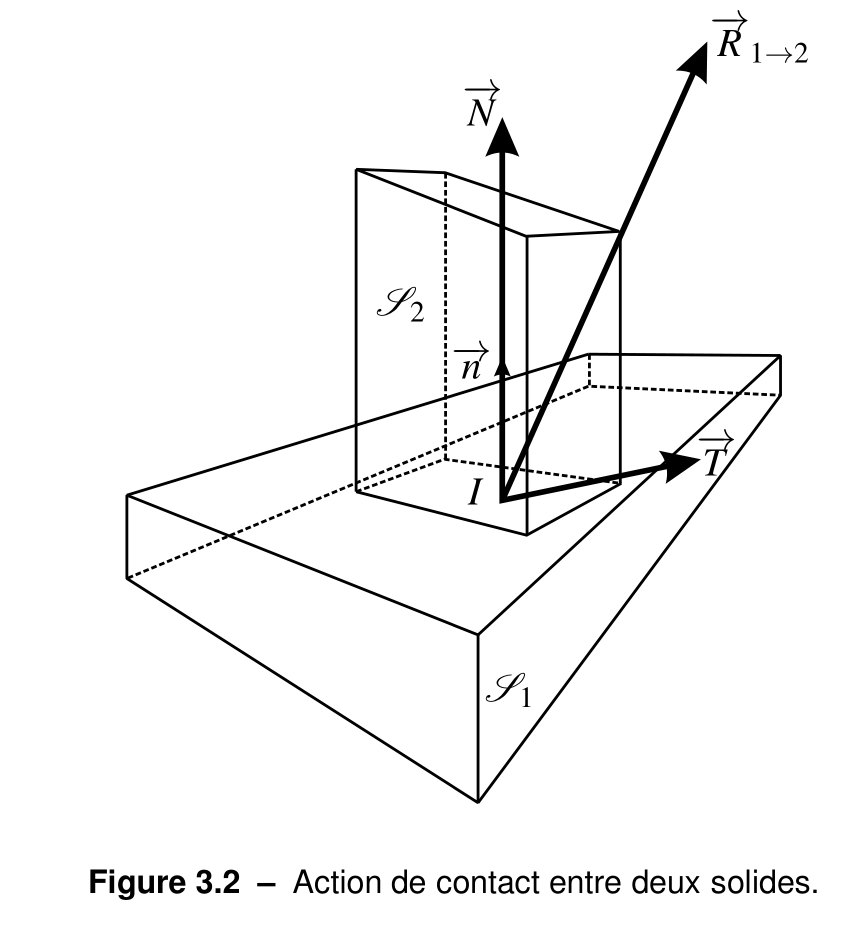 R⃗ 1→2
N⃗
𝒮2
n⃗
T⃗
I
𝒮1
Figure 3.2 – Action de contact entre deux solides.